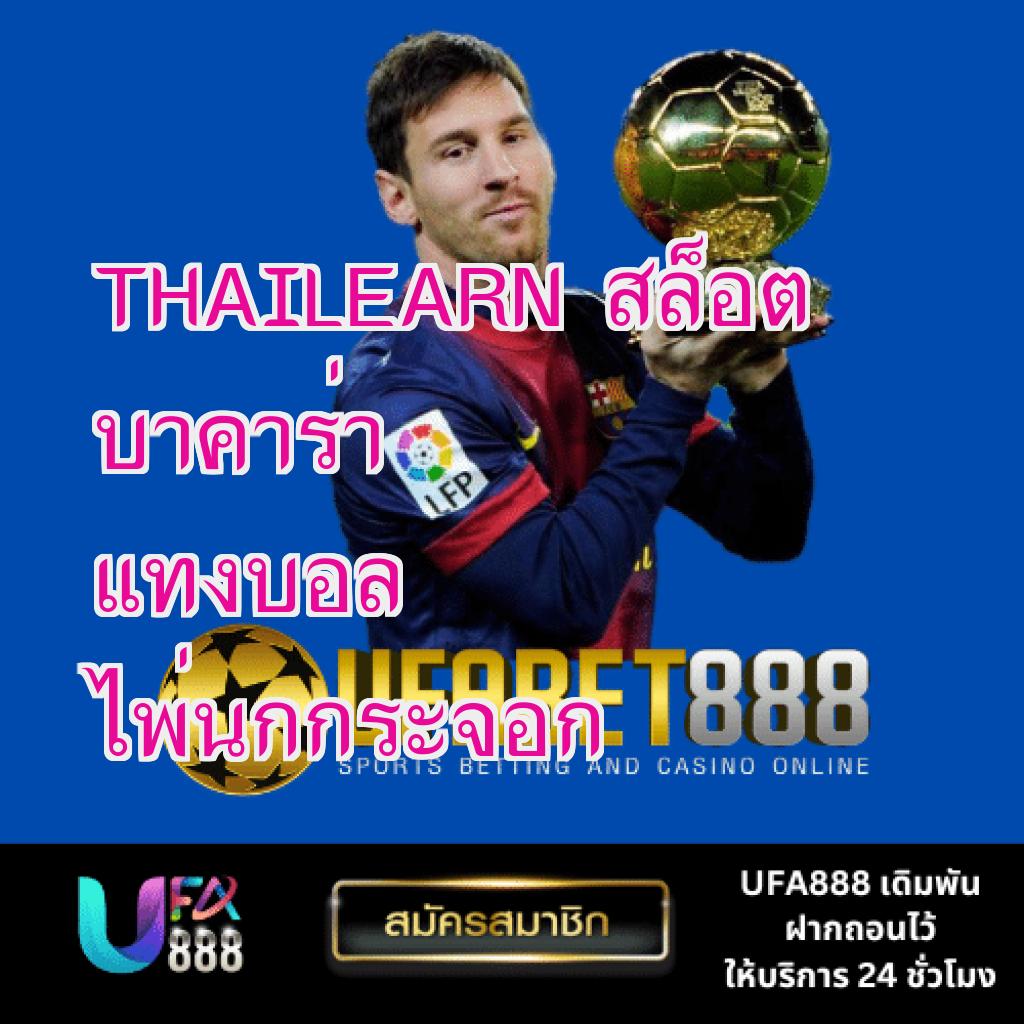 THAILEARN สล็อต
บาคาร่า
LFP
แทงบอล
UFABET888
ไพ่นกกระจอก
SPORTS BETTING AND CASINO ONLINE
UFA
888
สมัครสมาชิก
UFA888 เดิมพัน
ฝากถอนไว้
ให้บริการ 24 ชั่วโมง